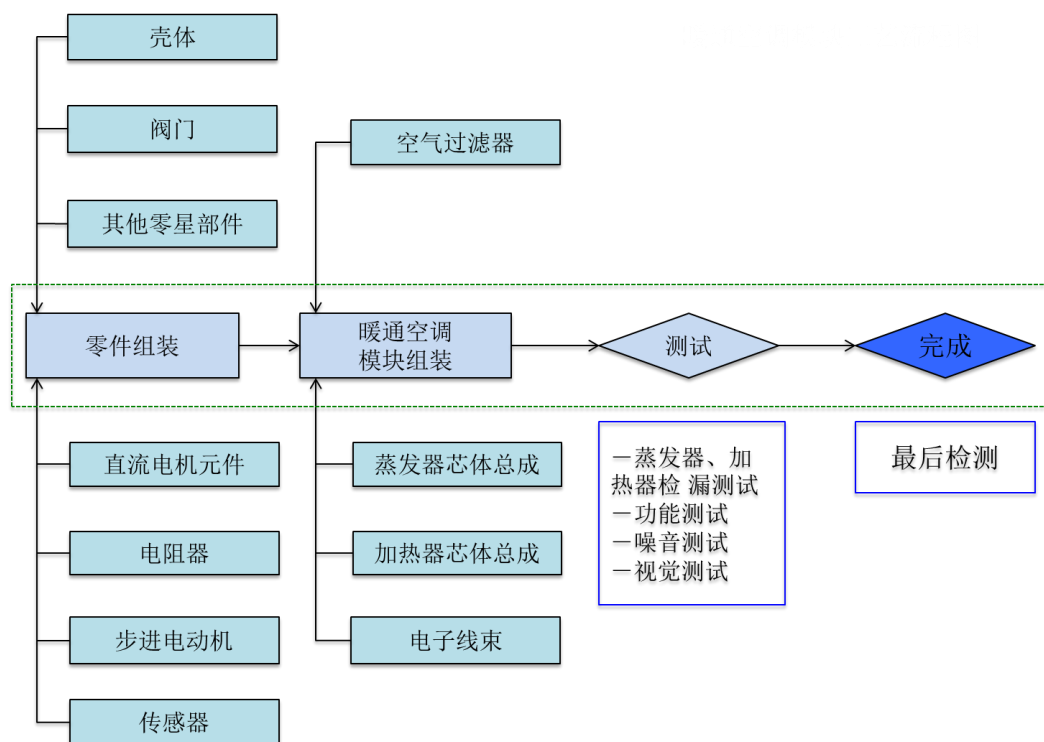 壳体
阀门
其他零星部件
空气过滤器
零件组装
暖通空调
模块组装
测试
完成
直流电机元件
电阻器
步进电动机
传感器
蒸发器芯体总成
加热器芯体总成
电子线束
－蒸发器、加
热器检 漏测试
－功能测试
－噪音测试
－视觉测试
最后检测